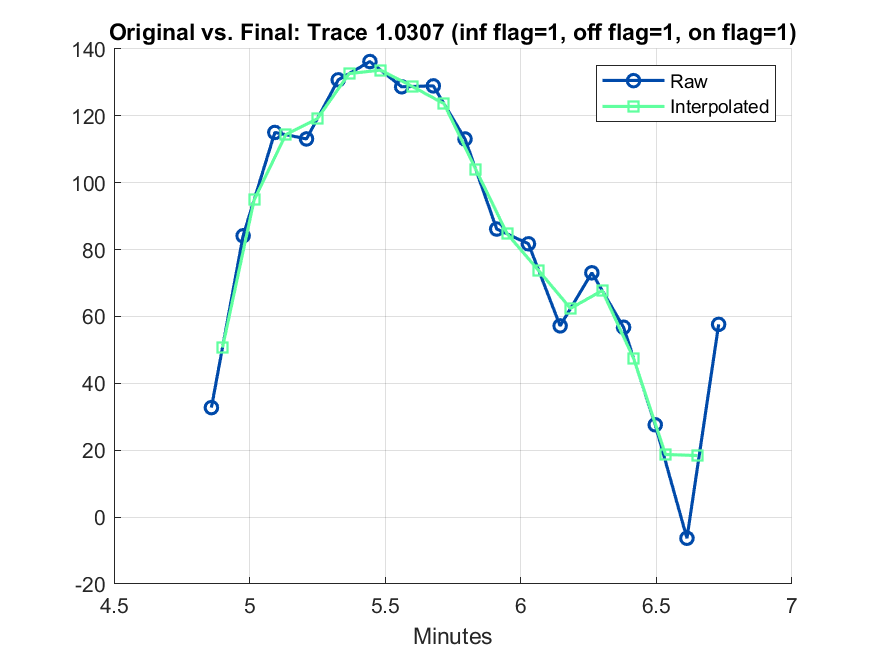 Original vs. Final: Trace 1.0307 (inf flag=1, off flag=1, on flag=1)
140
120
100
80
60
40
20
0
-20
Raw
Interpolated
4.5 5 5.5 6 6.5 7
Minutes